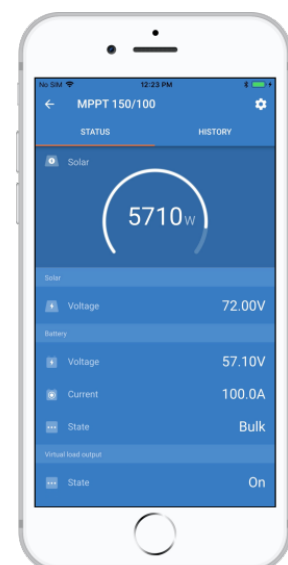 No SIM 12:23 PM
MPPT 150/100
STATUS HISTORY
Solar
5710W
Solar
Voltage 72.00V
Battery
Voltage 57.10V
Current 100.0A
State Bulk
Virtual load output
State On